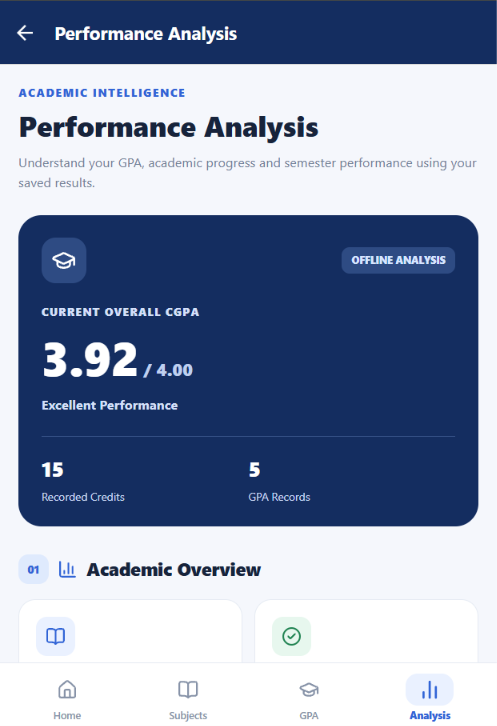 Performance Analysis
ACADEMIC INTELLIGENCE
Performance Analysis
Understand your GPA, academic progress and semester performance using your
saved results.
OFFLINE ANALYSIS
CURRENT OVERALL CGPA
3.92 / 4.00
Excellent Performance
15
Recorded Credits
5
GPA Records
01
Academic Overview
Home
Subjects
GPA
Analysis